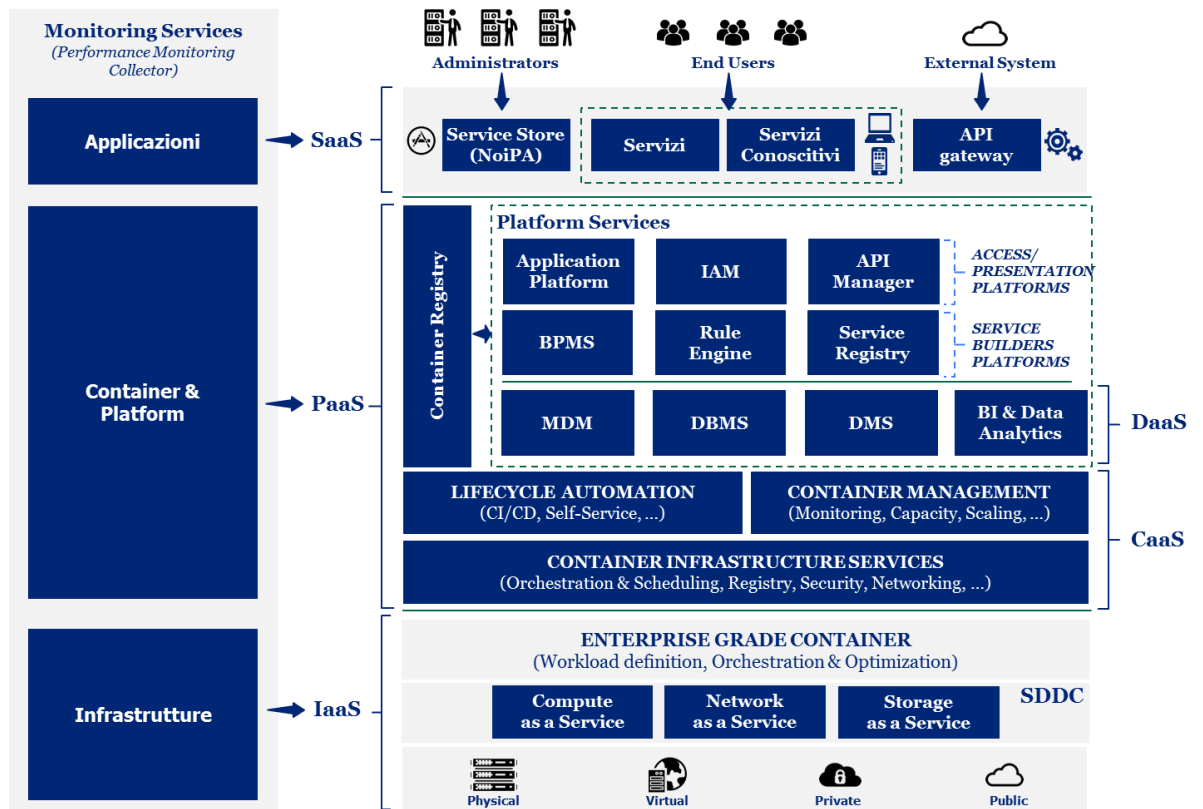 Monitoring Services
(Performance Monitoring
Collector)
Applicazioni
Container &
Platform
Infrastrutture
SaaS
PaaS
IaaS
Administrators
End Users
External System
Service Store
(NoiPA)
Servizi
Servizi
Conoscitivi
API
gateway
Container Registry
Platform Services
Application
Platform
IAM
API
Manager
ACCESS/
PRESENTATION
PLATFORMS
BPMS
Rule
Engine
Service
Registry
SERVICE
BUILDERS
PLATFORMS
MDM
DBMS
DMS
BI & Data
Analytics
DaaS
LIFECYCLE AUTOMATION
(CI/CD, Self-Service, ...)
CONTAINER MANAGEMENT
(Monitoring, Capacity, Scaling, ...)
CONTAINER INFRASTRUCTURE SERVICES
(Orchestration & Scheduling, Registry, Security, Networking, ...)
CaaS
ENTERPRISE GRADE CONTAINER
(Workload definition, Orchestration & Optimization)
SDDC
Compute
as a Service
Network
as a Service
Storage
as a Service
Physical
Virtual
Private
Public